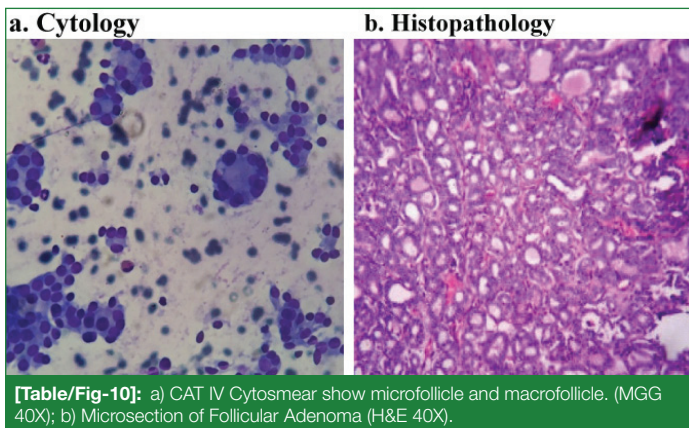 a. Cytology
b. Histopathology
[Table/Fig-10]: a) CAT IV Cytosmear show microfollicle and macrofollicle. (MGG
40X); b) Microsection of Follicular Adenoma (H&E 40X).